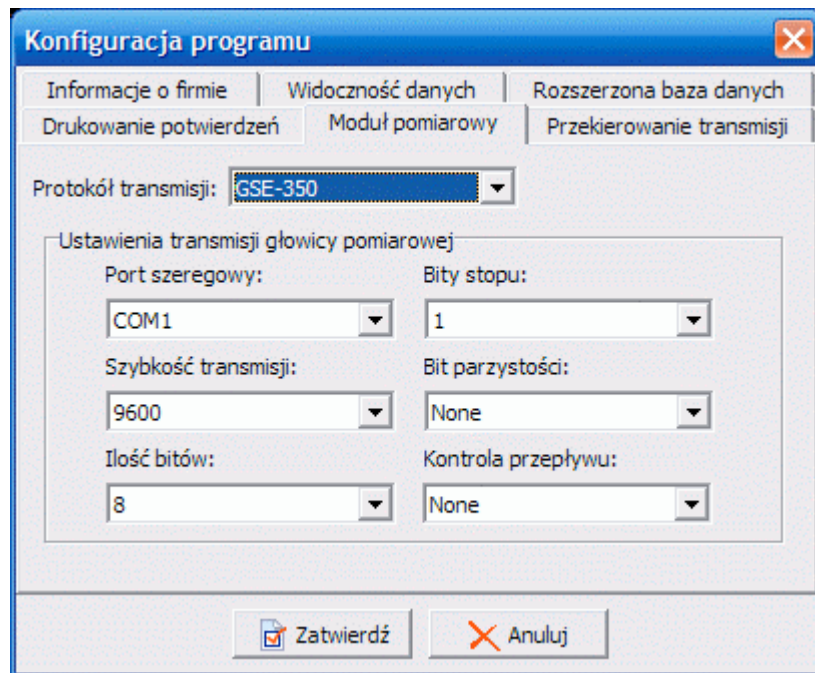 Konfiguracja programu
Informacje o firmie Widoczność danych Rozszerzona baza danych
Drukowanie potwierdzeń Moduł pomiarowy Przekierowanie transmisji
Protokół transmisji: GSE-350
Ustawienia transmisji głowicy pomiarowej
Port szeregowy: Bity stopu:
COM1 1
Szybkość transmisji: Bit parzystości:
9600 None
Ilość bitów: Kontrola przepływu:
8 None
Zatwierdź Anuluj